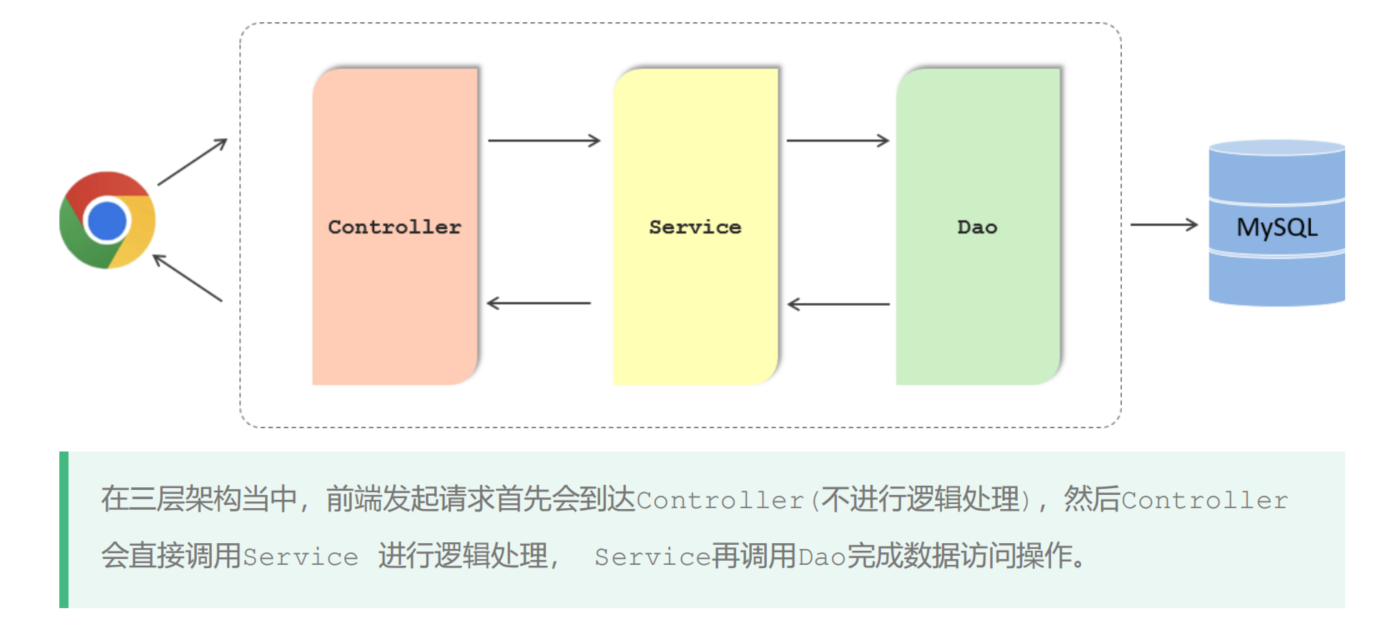 Controller
Service
Dao
MySQL
在三层架构当中，前端发起请求首先会到达Controller(不进行逻辑处理)，然后Controller
会直接调用Service 进行逻辑处理， Service再调用Dao完成数据访问操作。